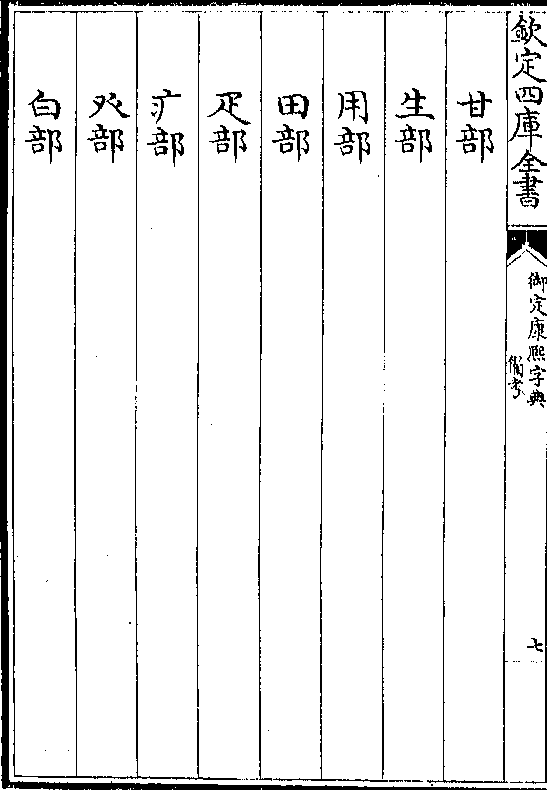 欽定四庫全書
御定康熙字典
備考
七
甘部
生部
用部
田部
疋部
疒部
癶部
白部